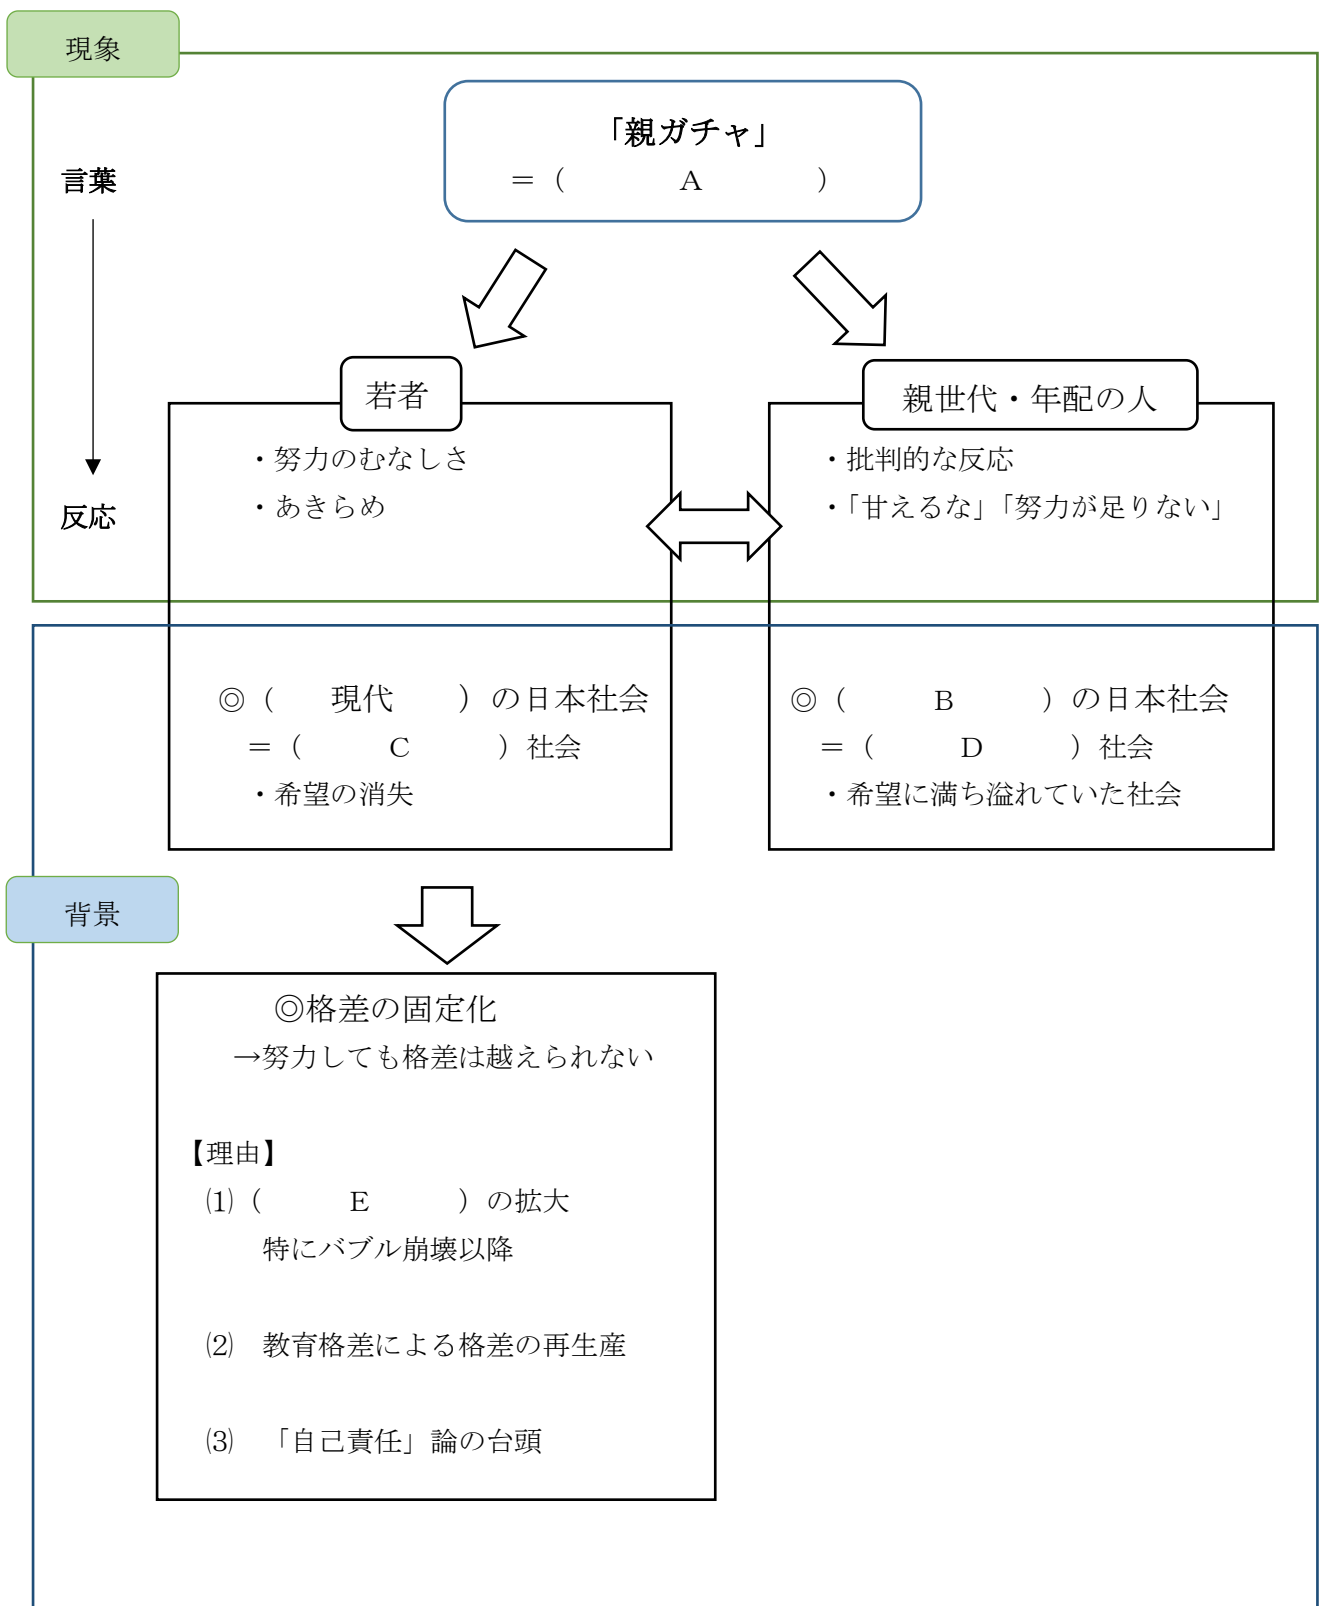 現象
「親ガチャ」
＝（　　　　A　　　　）
言葉
反応
若者
・努力のむなしさ
・あきらめ
親世代・年配の人
・批判的な反応
・「甘えるな」「努力が足りない」
◎（　　現代　　）の日本社会
＝（　　　C　　　）社会
・希望の消失
◎（　　　B　　　）の日本社会
＝（　　　D　　　）社会
・希望に満ち溢れていた社会
背景
◎格差の固定化
→努力しても格差は越えられない
【理由】
⑴（　　　E　　　）の拡大
特にバブル崩壊以降
⑵　教育格差による格差の再生産
⑶　「自己責任」論の台頭